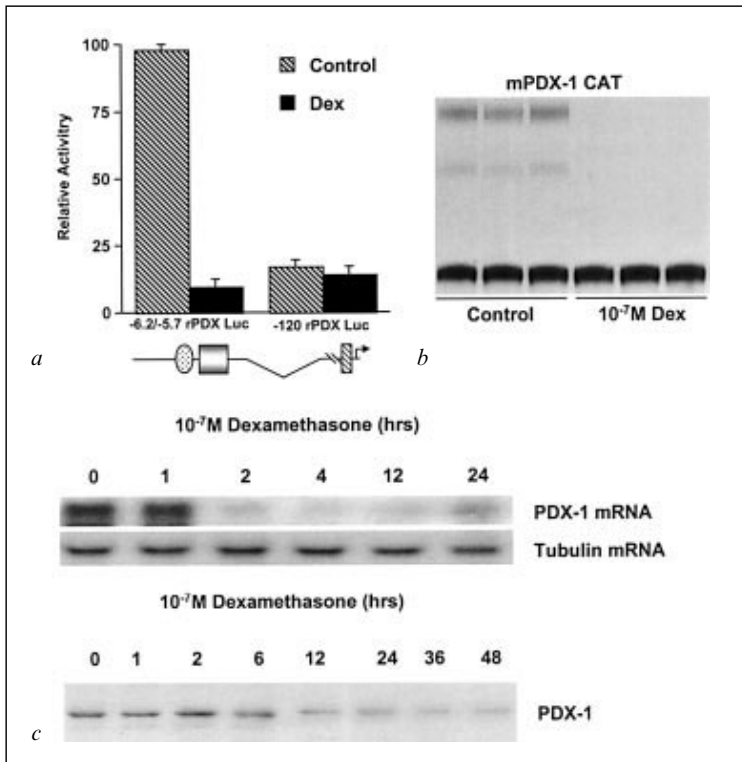 100
75
50
25
0
Relative Activitry
Control
Dex
-6.2/-5.7 rPDX Luc
-120 rPDX Luc
a
mPDX-1 CAT
Control
10⁻⁷M Dex
b
10⁻⁷M Dexamethasone (hrs)
0 1 2 4 12 24
PDX-1 mRNA
Tubulin mRNA
10⁻⁷M Dexamethasone (hrs)
0 1 2 6 12 24 36 48
PDX-1
c